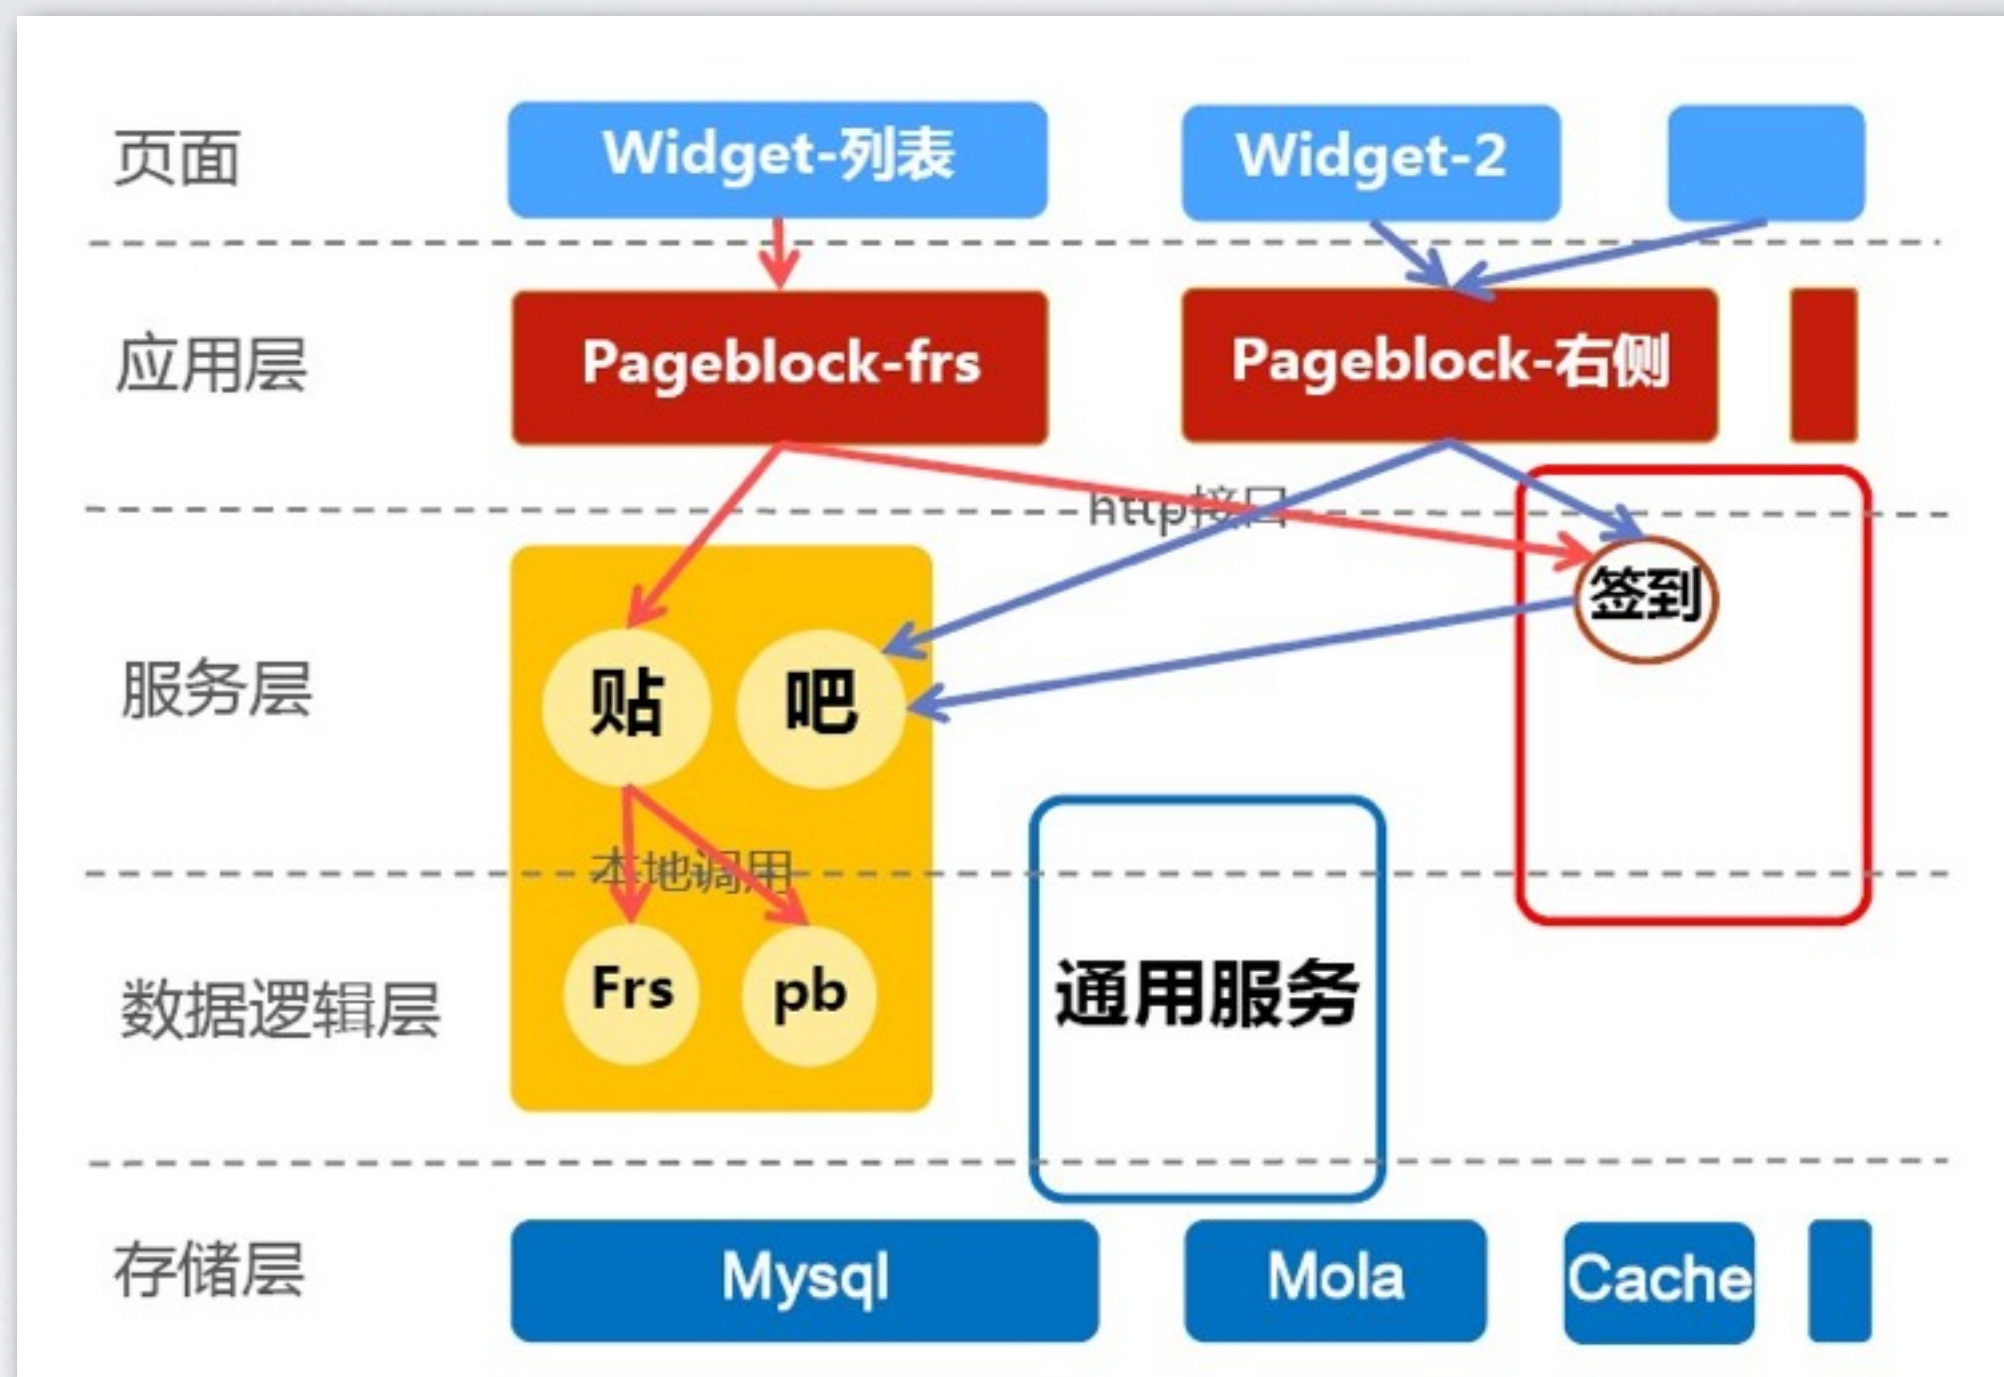 页面
Widget-列表
Widget-2
应用层
Pageblock-frs
Pageblock-右侧
http接口
签到
服务层
贴
吧
本地调用
数据逻辑层
Frs
pb
通用服务
存储层
Mysql
Mola
Cache